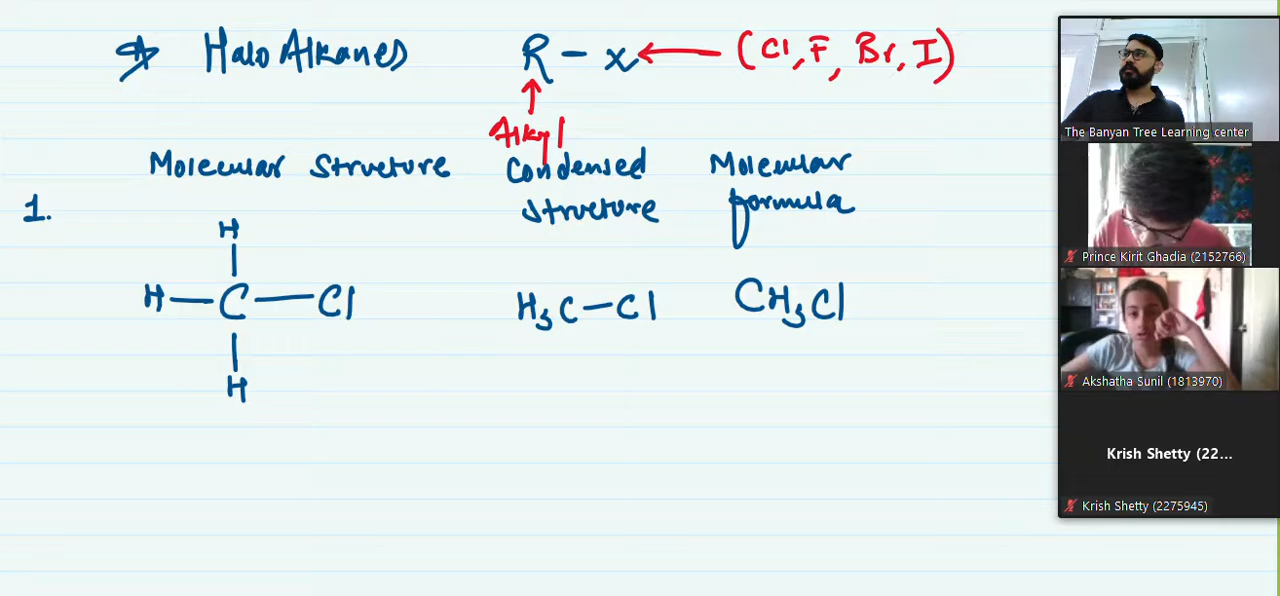 Halo Alkanes R – x ← (Cl, F, Br, I)
Alkyl
Molecular Structure Condensed Structure Molecular formula
1.
H
H—C—Cl H₃C–Cl CH₃Cl
H
The Banyan Tree Learning center
Prince Kirit Ghadia (2152766)
Akshatha Sunil (1813970)
Krish Shetty (22...
Krish Shetty (2275945)